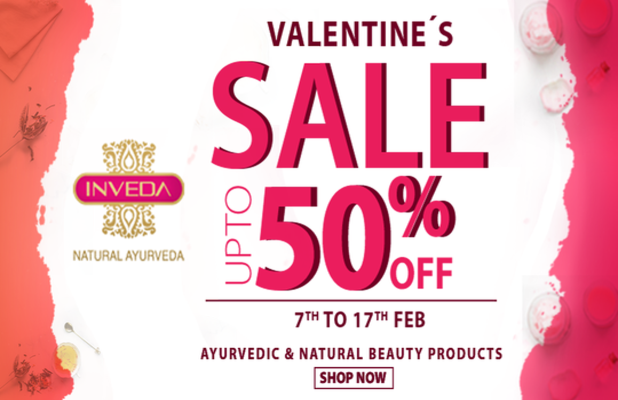 VALENTINE´S
SALE
UPTO
50% OFF
INVEDA
NATURAL AYURVEDA
7TH TO 17TH FEB
AYURVEDIC & NATURAL BEAUTY PRODUCTS
SHOP NOW